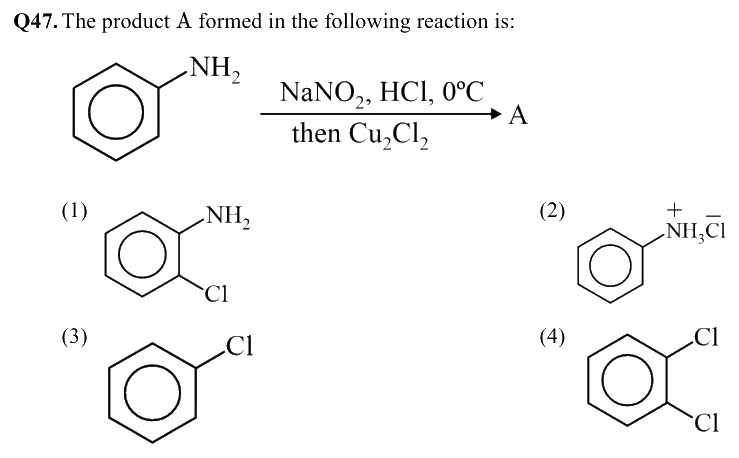 Q47. The product A formed in the following reaction is:
NH₂
NaNO₂, HCl, 0ºC
then Cu₂Cl₂
A
(1)
NH₂
Cl
(2)
+ –
NH₃Cl
(3)
Cl
(4)
Cl
Cl